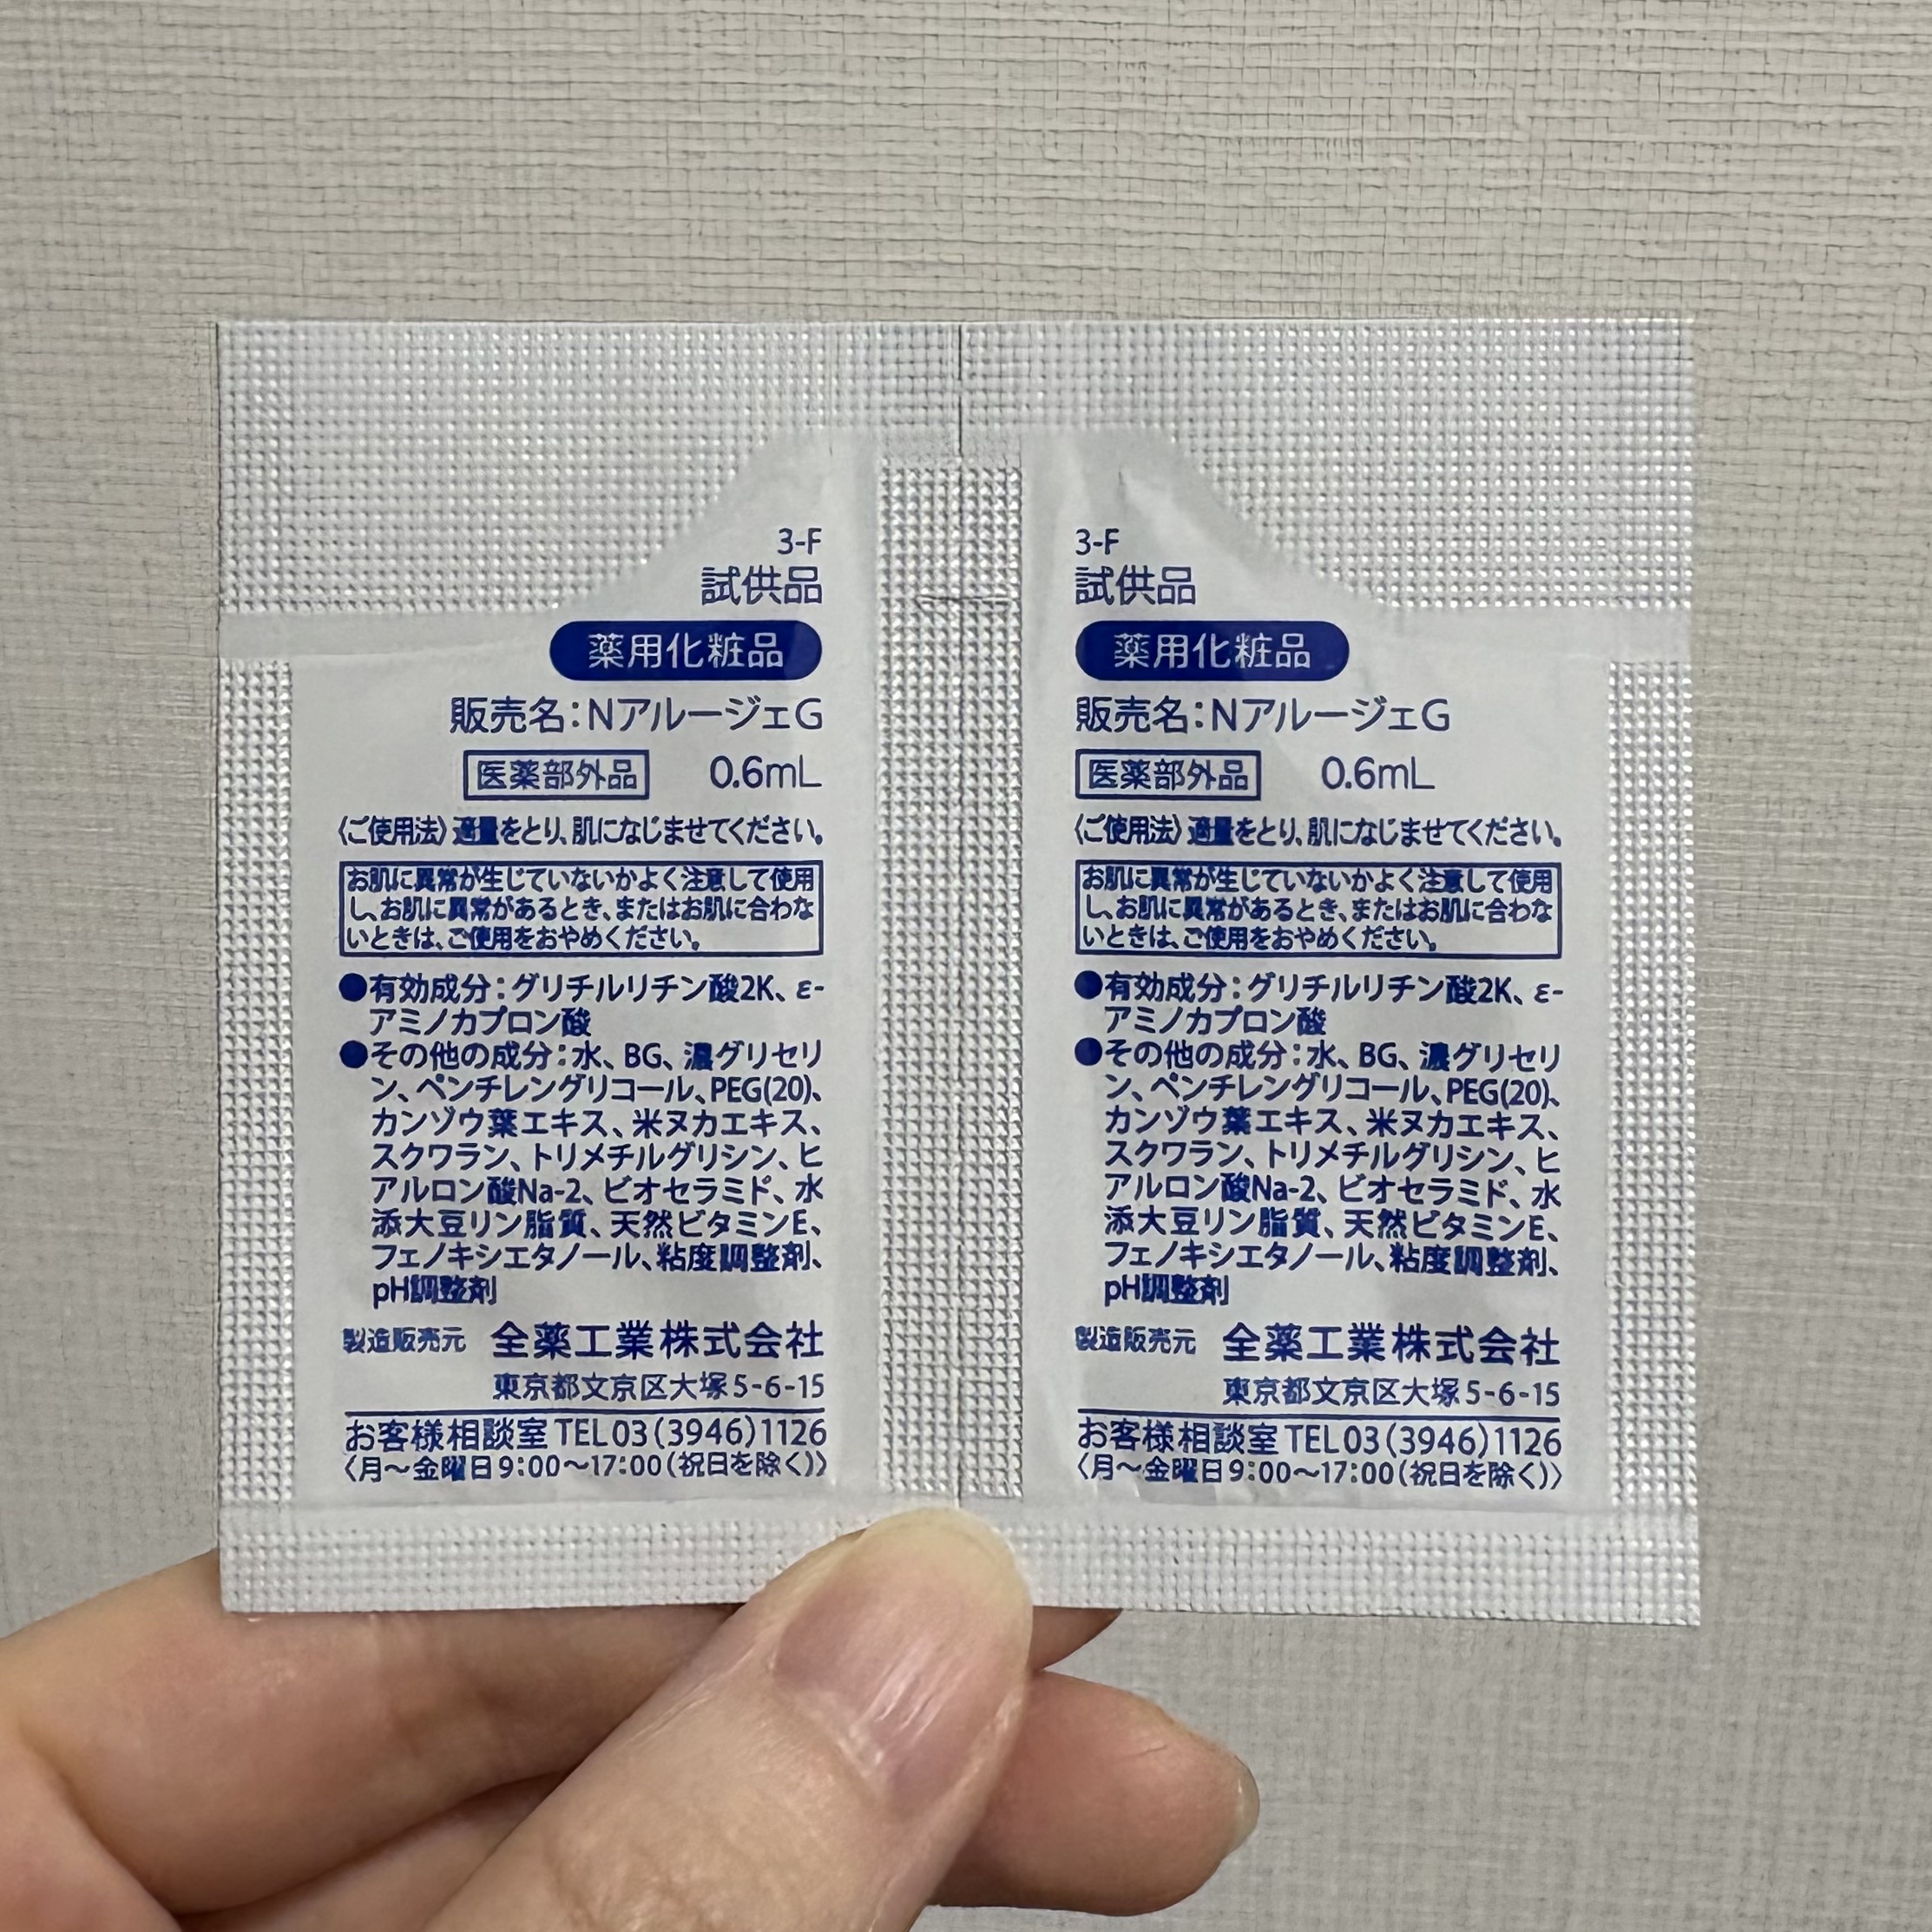 3-F
試供品
薬用化粧品
販売名：NアルージェG
医薬部外品 0.6mL
〈ご使用法〉適量をとり、肌になじませてください。
お肌に異常が生じていないかよく注意して使用
し、お肌に異常があるとき、またはお肌に合わな
いときは、ご使用をおやめください。
●有効成分：グリチルリチン酸2K、ε-
アミノカプロン酸
●その他の成分：水、BG、濃グリセリ
ン、ペンチレングリコール、PEG(20)、
カンゾウ葉エキス、米ヌカエキス、
スクワラン、トリメチルグリシン、ヒ
アルロン酸Na-2、ビオセラミド、水
添大豆リン脂質、天然ビタミンE、
フェノキシエタノール、粘度調整剤、
pH調整剤
製造販売元 全薬工業株式会社
東京都文京区大塚5-6-15
お客様相談室 TEL03(3946)1126
〈月～金曜日9:00～17:00(祝日を除く)〉
3-F
試供品
薬用化粧品
販売名：NアルージェG
医薬部外品 0.6mL
〈ご使用法〉適量をとり、肌になじませてください。
お肌に異常が生じていないかよく注意して使用
し、お肌に異常があるとき、またはお肌に合わな
いときは、ご使用をおやめください。
●有効成分：グリチルリチン酸2K、ε-
アミノカプロン酸
●その他の成分：水、BG、濃グリセリ
ン、ペンチレングリコール、PEG(20)、
カンゾウ葉エキス、米ヌカエキス、
スクワラン、トリメチルグリシン、ヒ
アルロン酸Na-2、ビオセラミド、水
添大豆リン脂質、天然ビタミンE、
フェノキシエタノール、粘度調整剤、
pH調整剤
製造販売元 全薬工業株式会社
東京都文京区大塚5-6-15
お客様相談室 TEL03(3946)1126
〈月～金曜日9:00～17:00(祝日を除く)〉